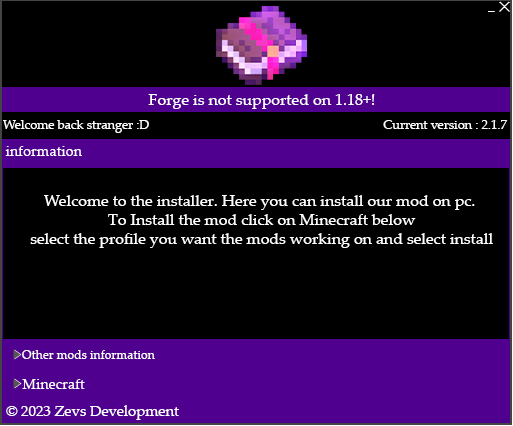 Forge is not supported on 1.18+!
Welcome back stranger :D
Current version : 2.1.7
information
Welcome to the installer. Here you can install our mod on pc.
To Install the mod click on Minecraft below
select the profile you want the mods working on and select install
Other mods information
Minecraft
© 2023 Zevs Development